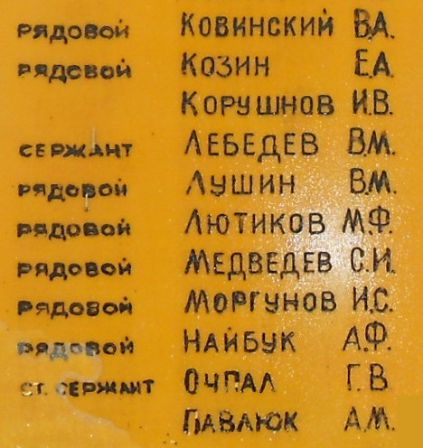 РЯДОВОЙ КОВИНСКИЙ В.А.
РЯДОВОЙ КОЗИН Е.А.
КОРУШНОВ И.В.
СЕРЖАНТ ЛЕБЕДЕВ В.М.
РЯДОВОЙ ЛУШИН В.М.
РЯДОВОЙ ЛЮТИКОВ М.Ф.
РЯДОВОЙ МЕДВЕДЕВ С.И.
РЯДОВОЙ МОРГУНОВ И.С.
РЯДОВОЙ НАЙБУК А.Ф.
СТ. СЕРЖАНТ ОЧПАЛ Г.В
ПАВЛЮК А.М.